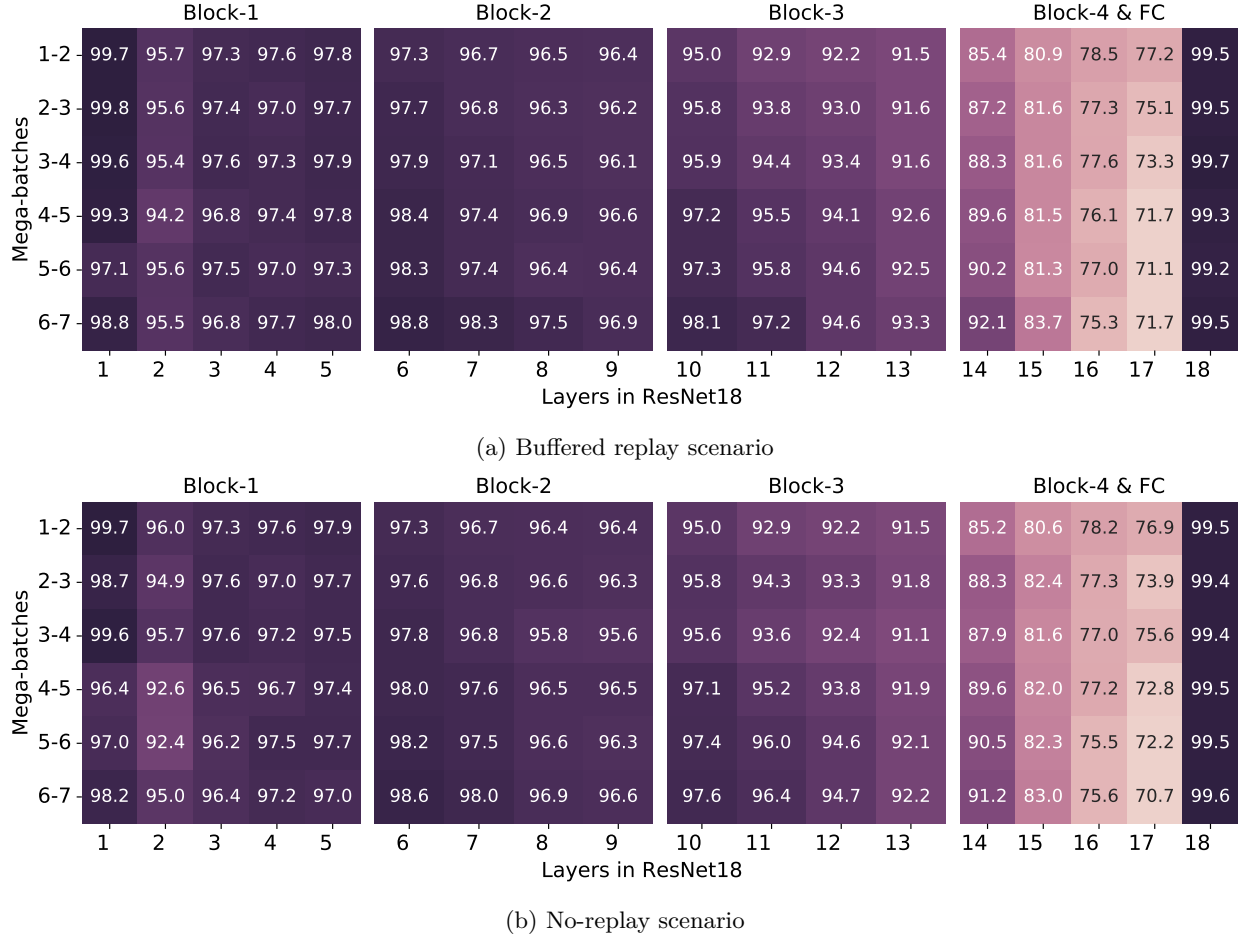 Block-1 Block-2 Block-3 Block-4 & FC
Mega-batches
1-2 99.7 95.7 97.3 97.6 97.8 97.3 96.7 96.5 96.4 95.0 92.9 92.2 91.5 85.4 80.9 78.5 77.2 99.5
2-3 99.8 95.6 97.4 97.0 97.7 97.7 96.8 96.3 96.2 95.8 93.8 93.0 91.6 87.2 81.6 77.3 75.1 99.5
3-4 99.6 95.4 97.6 97.3 97.9 97.9 97.1 96.5 96.1 95.9 94.4 93.4 91.6 88.3 81.6 77.6 73.3 99.7
4-5 99.3 94.2 96.8 97.4 97.8 98.4 97.4 96.9 96.6 97.2 95.5 94.1 92.6 89.6 81.5 76.1 71.7 99.3
5-6 97.1 95.6 97.5 97.0 97.3 98.3 97.4 96.4 96.4 97.3 95.8 94.6 92.5 90.2 81.3 77.0 71.1 99.2
6-7 98.8 95.5 96.8 97.7 98.0 98.8 98.3 97.5 96.9 98.1 97.2 94.6 93.3 92.1 83.7 75.3 71.7 99.5
1 2 3 4 5 6 7 8 9 10 11 12 13 14 15 16 17 18
Layers in ResNet18
(a) Buffered replay scenario
Block-1 Block-2 Block-3 Block-4 & FC
Mega-batches
1-2 99.7 96.0 97.3 97.6 97.9 97.3 96.7 96.4 96.4 95.0 92.9 92.2 91.5 85.2 80.6 78.2 76.9 99.5
2-3 98.7 94.9 97.6 97.0 97.7 97.6 96.8 96.6 96.3 95.8 94.3 93.3 91.8 88.3 82.4 77.3 73.9 99.4
3-4 99.6 95.7 97.6 97.2 97.5 97.8 96.8 95.8 95.6 95.6 93.6 92.4 91.1 87.9 81.6 77.0 75.6 99.4
4-5 96.4 92.6 96.5 96.7 97.4 98.0 97.6 96.6 96.5 97.1 95.2 93.8 91.9 89.6 82.0 77.2 72.8 99.5
5-6 97.0 92.4 96.2 97.5 97.7 98.2 97.5 96.6 96.3 97.4 96.0 94.6 92.1 90.5 82.3 75.5 72.2 99.5
6-7 98.2 95.0 96.4 97.2 97.0 98.6 98.0 96.9 96.6 97.6 96.4 94.7 92.2 91.2 83.0 75.6 70.7 99.6
1 2 3 4 5 6 7 8 9 10 11 12 13 14 15 16 17 18
Layers in ResNet18
(b) No-replay scenario